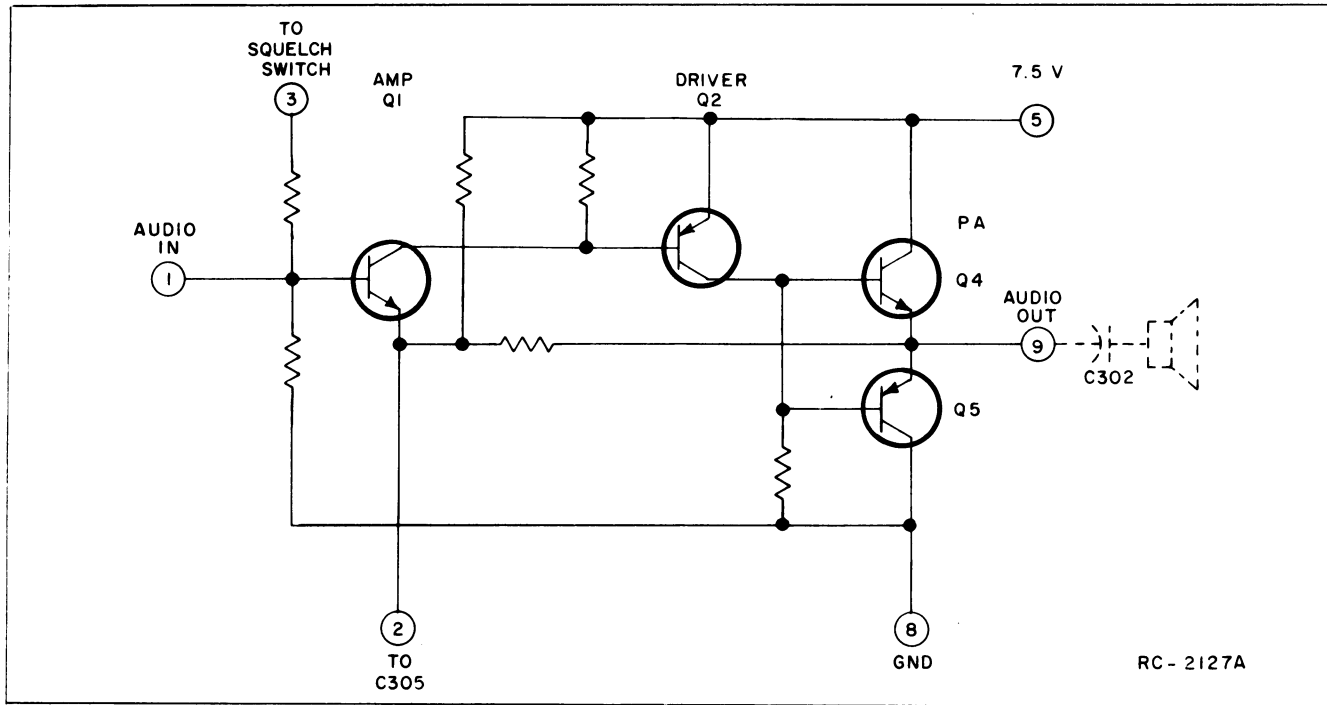 TO
SQUELCH
SWITCH
3
AMP
Q1
DRIVER
Q2
7.5 V
5
AUDIO
IN
1
PA
Q4
AUDIO
OUT
9
C302
Q5
2
TO
C305
8
GND
RC-2127A